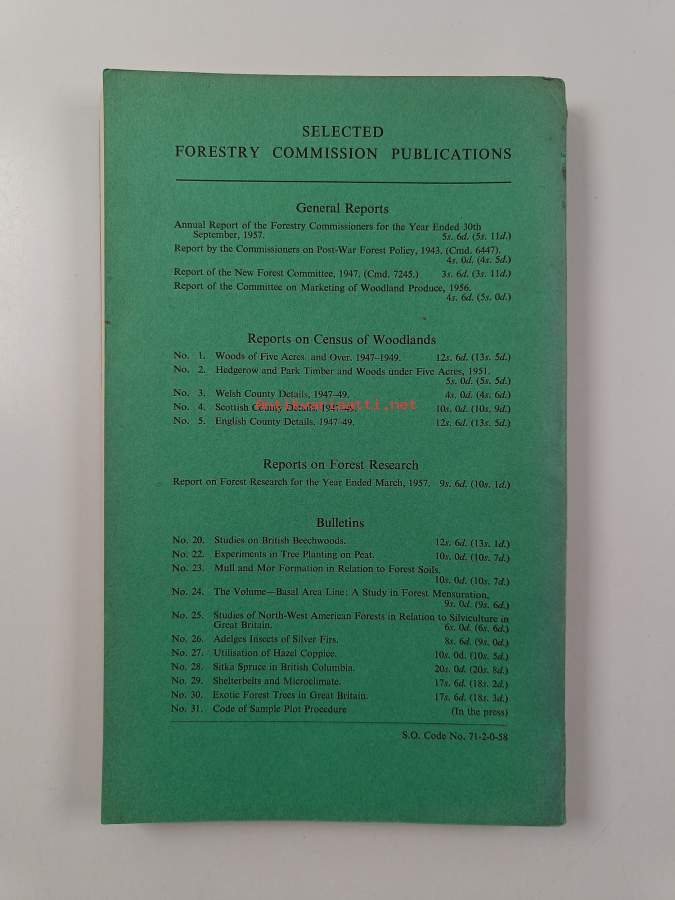 SELECTED
FORESTRY COMMISSION PUBLICATIONS
General Reports
Annual Report of the Forestry Commissioners for the Year Ended 30th
September, 1957. 5s. 6d. (5s. 11d.)
Report by the Commissioners on Post-War Forest Policy, 1943. (Cmd. 6447).
4s. 0d. (4s. 5d.)
Report of the New Forest Committee, 1947. (Cmd. 7245.) 3s. 6d. (3s. 11d.)
Report of the Committee on Marketing of Woodland Produce, 1956.
4s. 6d. (5s. 0d.)
Reports on Census of Woodlands
No. 1. Woods of Five Acres and Over. 1947-1949. 12s. 6d. (13s. 5d.)
No. 2. Hedgerow and Park Timber and Woods under Five Acres, 1951.
5s. 0d. (5s. 5d.)
No. 3. Welsh County Details, 1947-49. 4s. 0d. (4s. 6d.)
No. 4. Scottish County Details, 1947-49. 10s. 0d. (10s. 9d.)
Antikvariaatti.net
No. 5. English County Details, 1947-49. 12s. 6d. (13s. 5d.)
Reports on Forest Research
Report on Forest Research for the Year Ended March, 1957. 9s. 6d. (10s. 1d.)
Bulletins
No. 20. Studies on British Beechwoods. 12s. 6d. (13s. 1d.)
No. 22. Experiments in Tree Planting on Peat. 10s. 0d. (10s. 7d.)
No. 23. Mull and Mor Formation in Relation to Forest Soils.
10s. 0d. (10s. 7d.)
No. 24. The Volume—Basal Area Line: A Study in Forest Mensuration.
9s. 0d. (9s. 6d.)
No. 25. Studies of North-West American Forests in Relation to Silviculture in
Great Britain. 6s. 0d. (6s. 6d.)
No. 26. Adelges Insects of Silver Firs. 8s. 6d. (9s. 0d.)
No. 27. Utilisation of Hazel Coppice. 10s. 0d. (10s. 5d.)
No. 28. Sitka Spruce in British Columbia. 20s. 0d. (20s. 8d.)
No. 29. Shelterbelts and Microclimate. 17s. 6d. (18s. 2d.)
No. 30. Exotic Forest Trees in Great Britain. 17s. 6d. (18s. 3d.)
No. 31. Code of Sample Plot Procedure (In the press)
S.O. Code No. 71-2-0-58